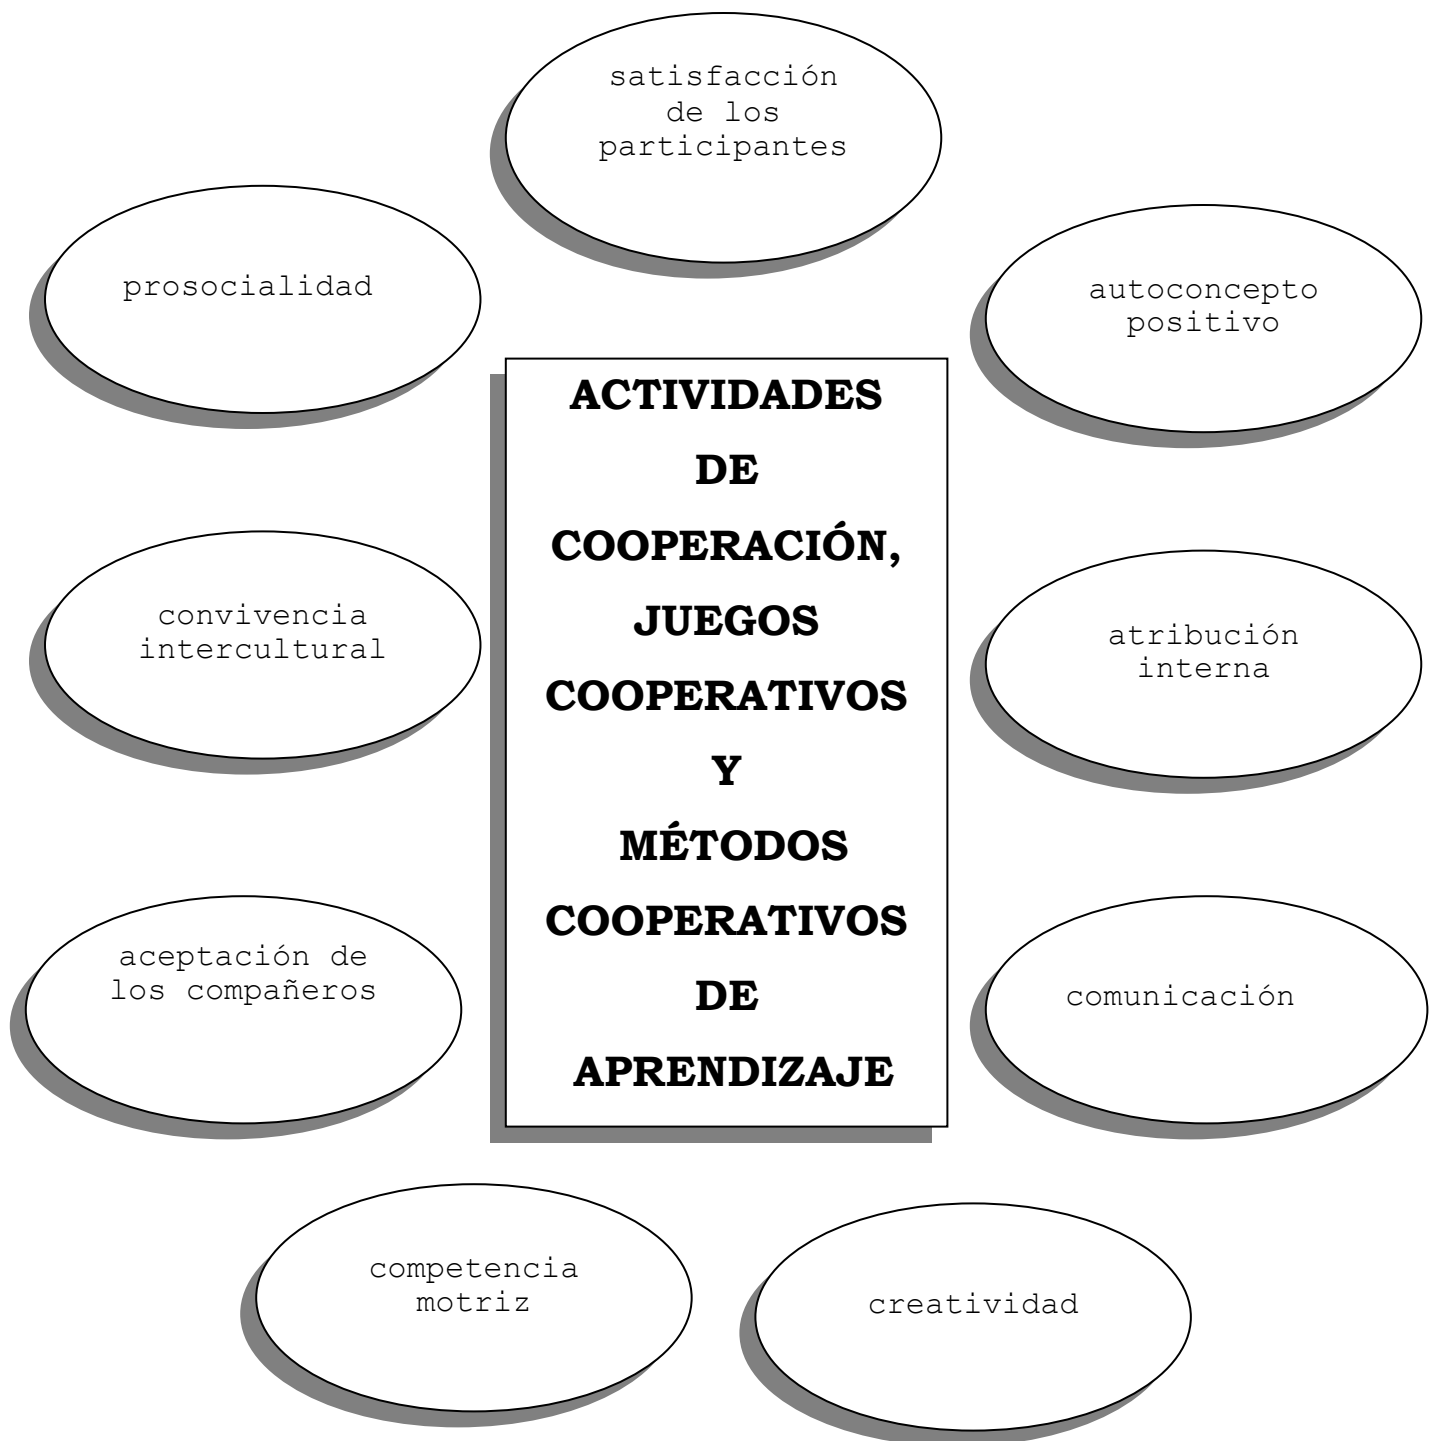 satisfacción
de los
participantes
prosocialidad
autoconcepto
positivo
ACTIVIDADES
DE
COOPERACIÓN,
JUEGOS
COOPERATIVOS
Y
MÉTODOS
COOPERATIVOS
DE
APRENDIZAJE
convivencia
intercultural
atribución
interna
aceptación de
los compañeros
comunicación
competencia
motriz
creatividad